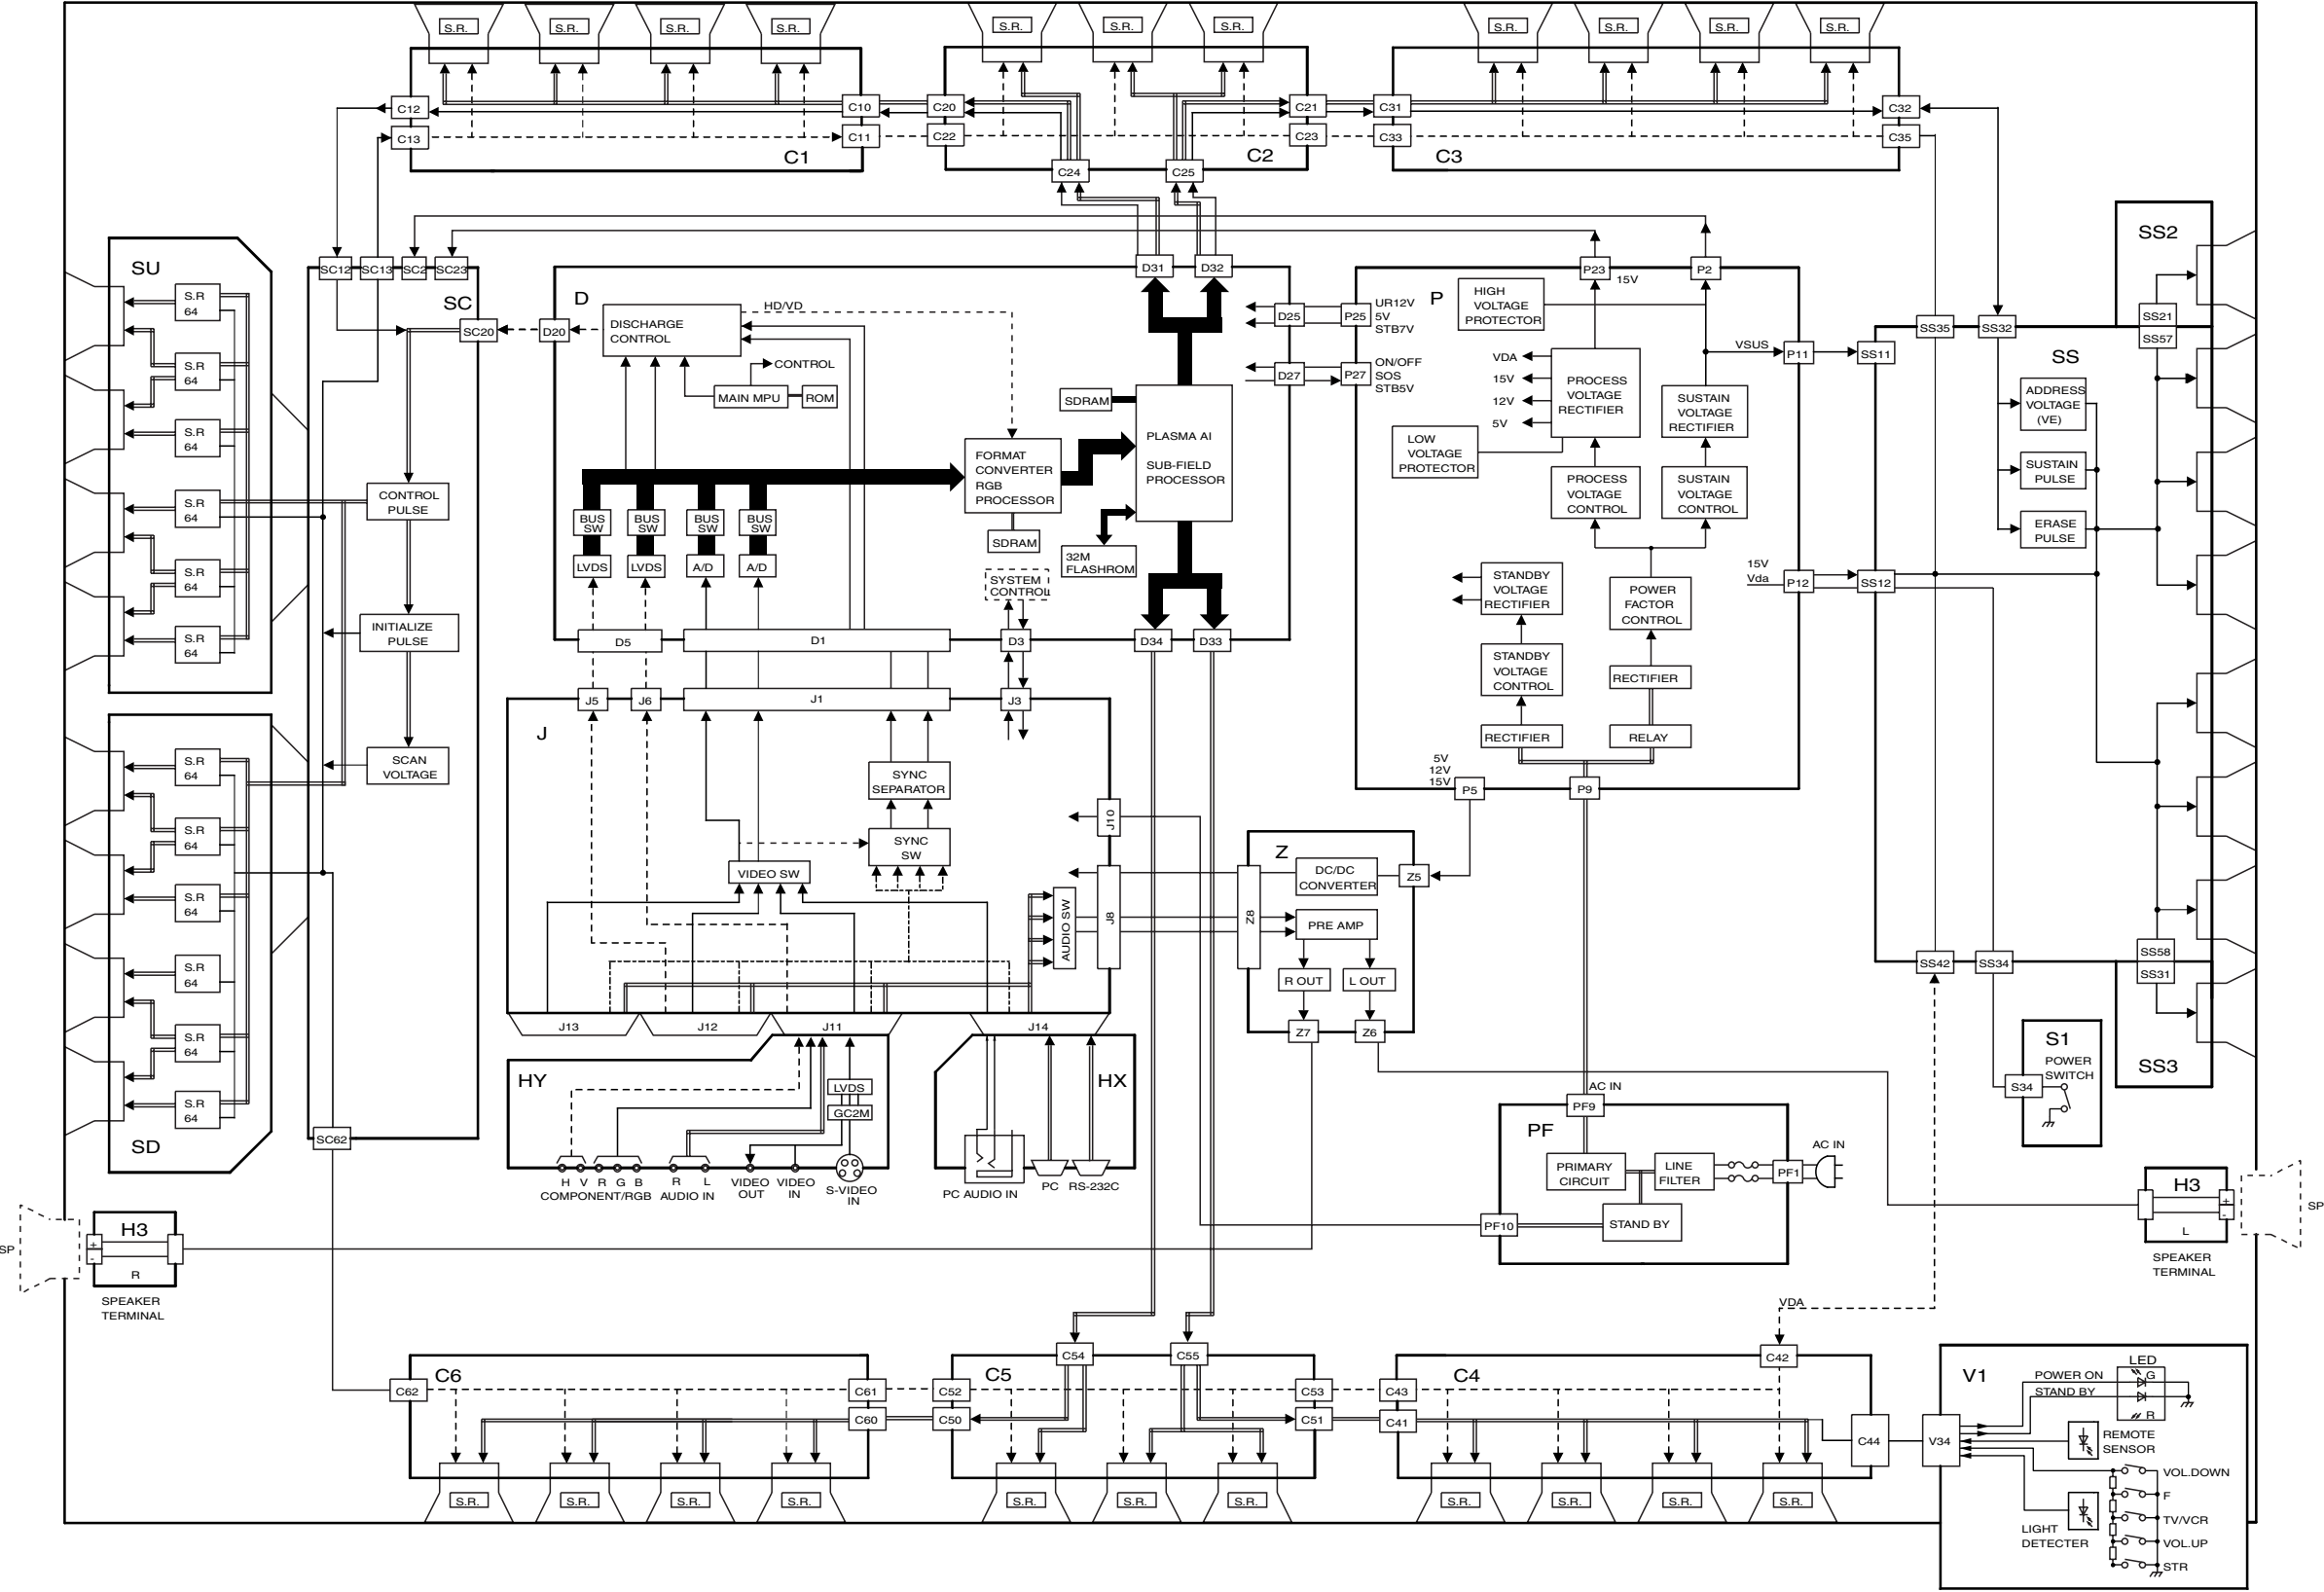 S.R.
S.R.
S.R.
S.R.
S.R.
S.R.
S.R.
S.R.
S.R.
S.R.
S.R.
C12
C10
C20
C21
C31
C32
C13
C11
C22
C23
C33
C35
C1
C2
C3
C24
C25
SU
S.R
64
S.R
64
S.R
64
S.R
64
S.R
64
S.R
64
SD
S.R
64
S.R
64
S.R
64
S.R
64
S.R
64
S.R
64
SC12
SC13
SC2
SC23
SC
SC20
CONTROL
PULSE
INITIALIZE
PULSE
SCAN
VOLTAGE
SC62
D
D31
D32
D20
DISCHARGE
CONTROL
HD/VD
CONTROL
MAIN MPU
ROM
D25
D27
SDRAM
PLASMA AI
SUB-FIELD
PROCESSOR
FORMAT
CONVERTER
RGB
PROCESSOR
SDRAM
32M
FLASHROM
BUS
SW
BUS
SW
BUS
SW
BUS
SW
LVDS
LVDS
A/D
A/D
SYSTEM
CONTROL
D5
D1
D3
D34
D33
P
P23
15V
P2
HIGH
VOLTAGE
PROTECTOR
P25
UR12V
5V
STB7V
P27
ON/OFF
SOS
STB5V
VSUS
P11
VDA
15V
12V
5V
PROCESS
VOLTAGE
RECTIFIER
SUSTAIN
VOLTAGE
RECTIFIER
LOW
VOLTAGE
PROTECTOR
PROCESS
VOLTAGE
CONTROL
SUSTAIN
VOLTAGE
CONTROL
STANDBY
VOLTAGE
RECTIFIER
POWER
FACTOR
CONTROL
15V
Vda
P12
STANDBY
VOLTAGE
CONTROL
RECTIFIER
RECTIFIER
RELAY
5V
12V
15V
P5
P9
SS2
SS21
SS57
SS35
SS32
SS
SS11
ADDRESS
VOLTAGE
(VE)
SUSTAIN
PULSE
ERASE
PULSE
SS12
SS42
SS34
SS58
SS31
SS3
S1
POWER
SWITCH
S34
J5
J6
J1
J3
J
SYNC
SEPARATOR
SYNC
SW
VIDEO SW
J10
J8
AUDIO SW
J13
J12
J11
J14
Z
DC/DC
CONVERTER
Z5
Z8
PRE AMP
R OUT
L OUT
Z7
Z6
HY
LVDS
GC2M
H
V
R
G
B
R
L
COMPONENT/RGB
AUDIO IN
VIDEO
OUT
VIDEO
IN
S-VIDEO
IN
HX
PC AUDIO IN
PC
RS-232C
AC IN
PF9
PF
PRIMARY
CIRCUIT
LINE
FILTER
PF1
AC IN
STAND BY
PF10
SP
H3
+
-
R
SPEAKER
TERMINAL
H3
+
-
L
SP
SPEAKER
TERMINAL
VDA
C54
C55
C42
C6
C5
C4
C62
C61
C52
C53
C43
C60
C50
C51
C41
C44
S.R.
S.R.
S.R.
S.R.
S.R.
S.R.
S.R.
S.R.
S.R.
S.R.
S.R.
V1
V34
LED
POWER ON
G
STAND BY
R
REMOTE
SENSOR
LIGHT
DETECTER
VOL.DOWN
F
TV/VCR
VOL.UP
STR